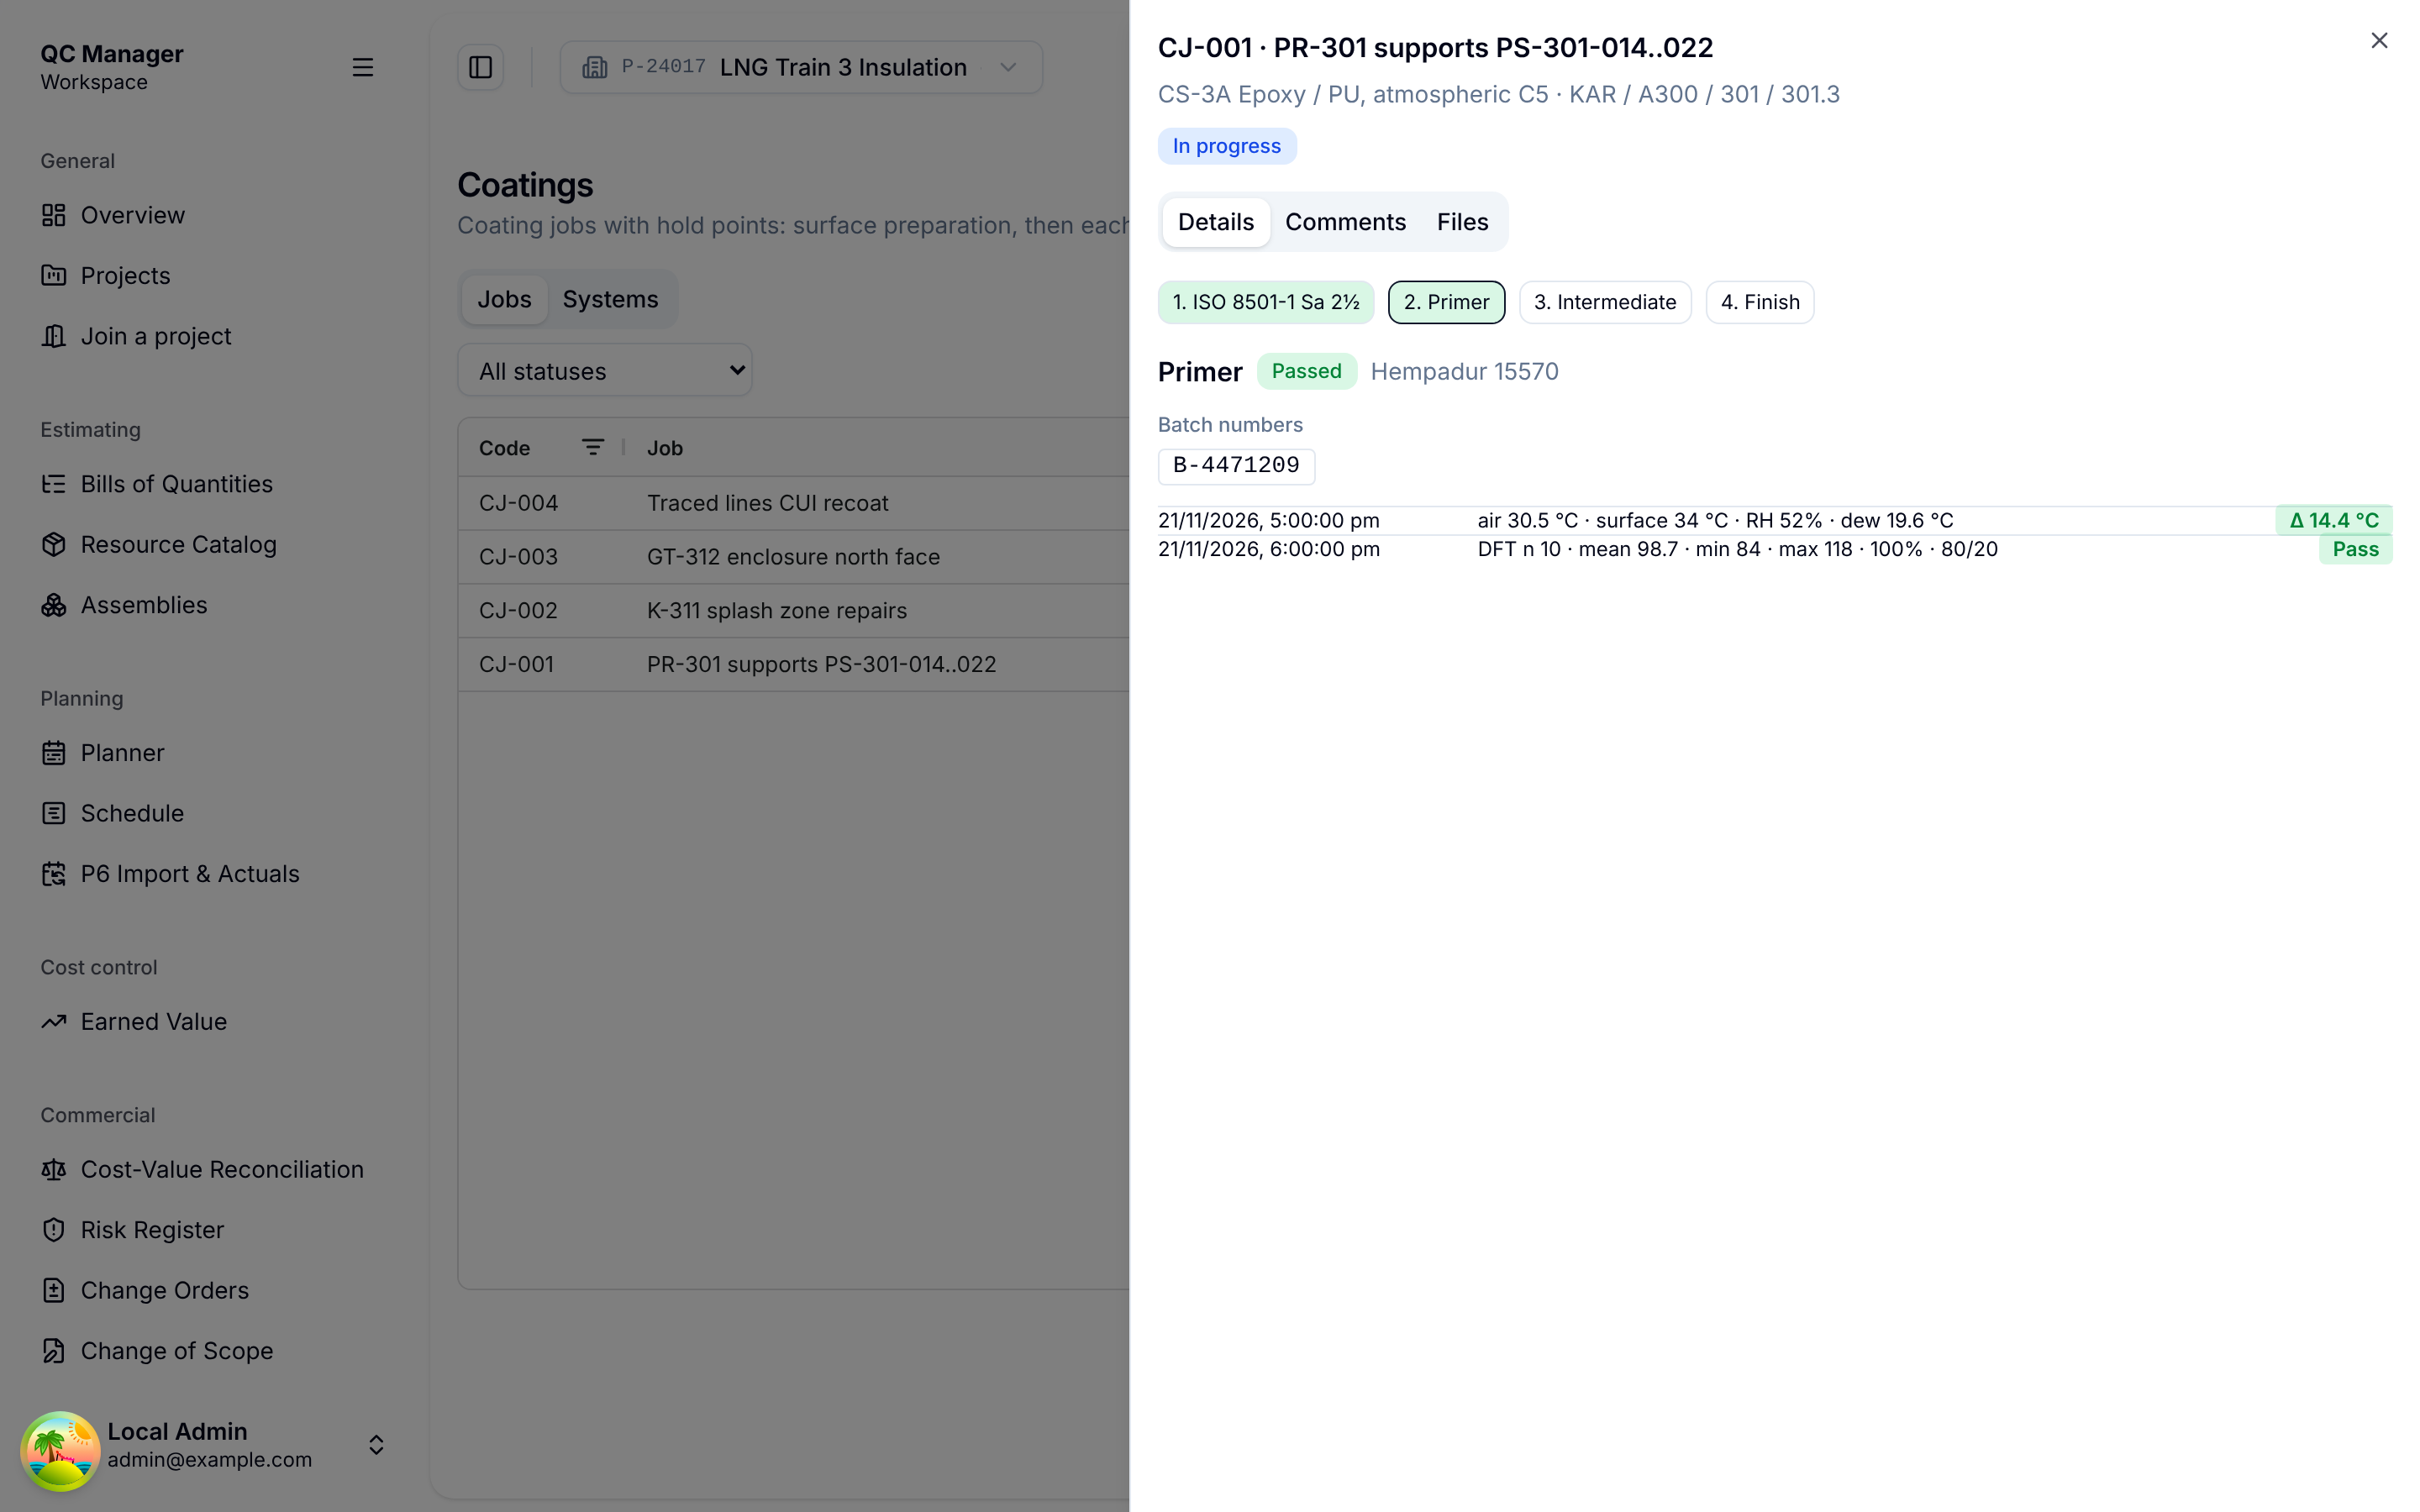 QC Manager
Workspace
General
Overview
Projects
Join a project
Estimating
Bills of Quantities
Resource Catalog
Assemblies
Planning
Planner
Schedule
P6 Import & Actuals
Cost control
Earned Value
Commercial
Cost-Value Reconciliation
Risk Register
Change Orders
Change of Scope
Local Admin
admin@example.com
P-24017 LNG Train 3 Insulation
Coatings
Coating jobs with hold points: surface preparation, then each
Jobs Systems
All statuses
Code Job
CJ-004 Traced lines CUI recoat
CJ-003 GT-312 enclosure north face
CJ-002 K-311 splash zone repairs
CJ-001 PR-301 supports PS-301-014..022
CJ-001 · PR-301 supports PS-301-014..022
CS-3A Epoxy / PU, atmospheric C5 · KAR / A300 / 301 / 301.3
In progress
Details Comments Files
1. ISO 8501-1 Sa 2½ 2. Primer 3. Intermediate 4. Finish
Primer Passed Hempadur 15570
Batch numbers
B-4471209
21/11/2026, 5:00:00 pm air 30.5 °C · surface 34 °C · RH 52% · dew 19.6 °C Δ 14.4 °C
21/11/2026, 6:00:00 pm DFT n 10 · mean 98.7 · min 84 · max 118 · 100% · 80/20 Pass